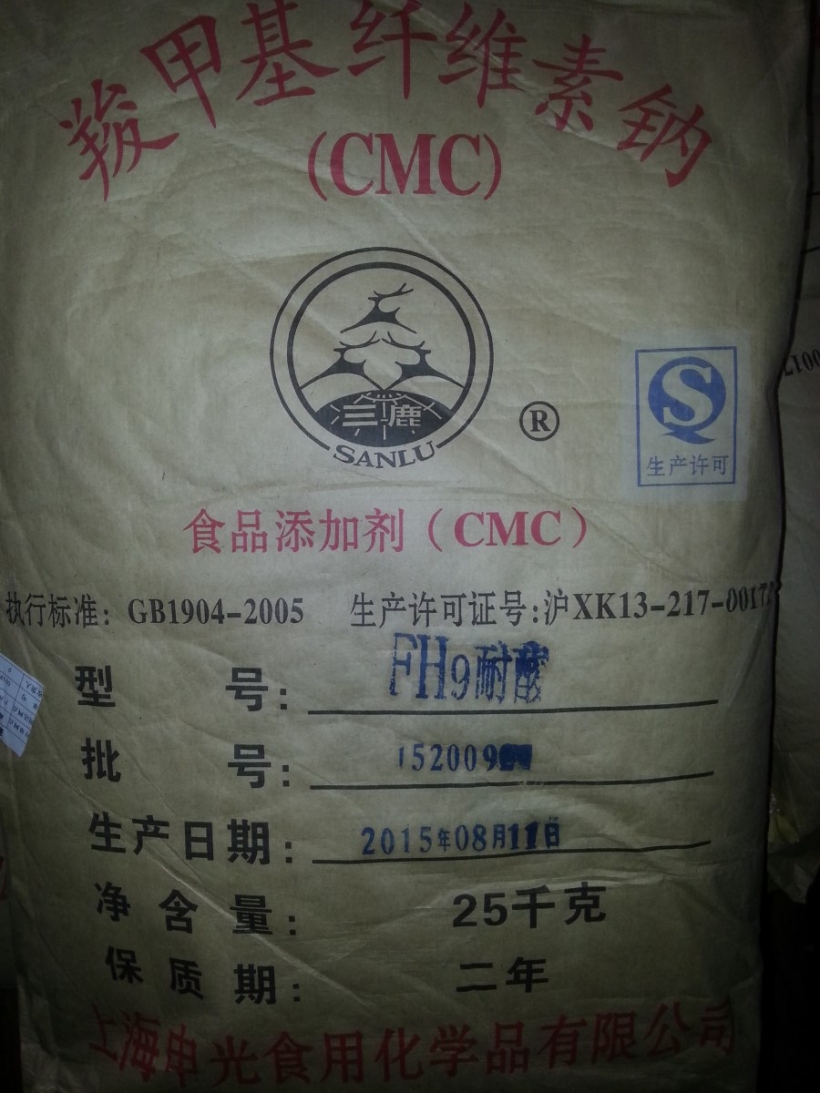 羧甲基纤维素钠
(CMC)
三鹿
SANLU
®
生产许可
食品添加剂（CMC）
执行标准：GB1904-2005 生产许可证号：沪XK13-217-0017
型 号： FH9耐酸
批 号： 152009
生产日期： 2015年08月11日
净含量： 25千克
保质期： 二年
上海申光食用化学品有限公司